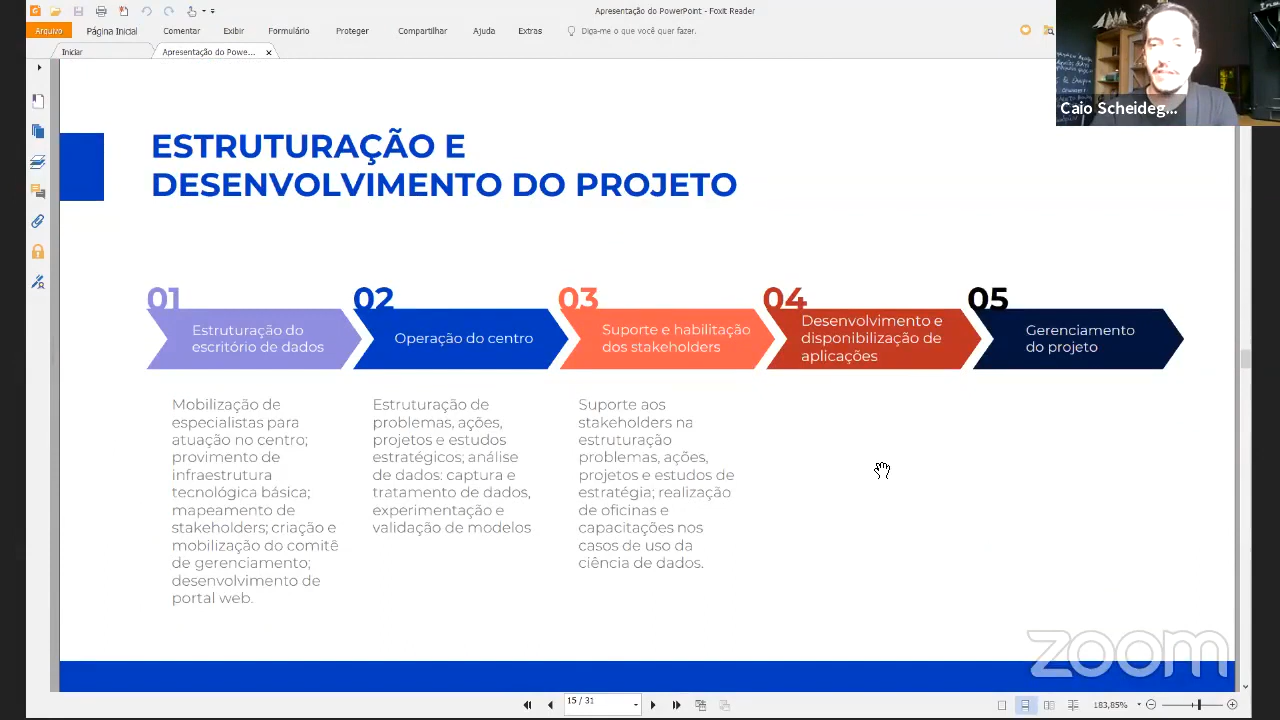 Apresentação do PowerPoint - Foxit Reader
Arquivo
Página Inicial
Comentar
Exibir
Formulário
Proteger
Compartilhar
Ajuda
Extras
Diga-me o que você quer fazer.
Iniciar
Apresentação do Powe...
Caio Scheideg...
ESTRUTURAÇÃO E
DESENVOLVIMENTO DO PROJETO
01
Estruturação do
escritório de dados
Mobilização de
especialistas para
atuação no centro;
provimento de
infraestrutura
tecnológica básica;
mapeamento de
stakeholders; criação e
mobilização do comitê
de gerenciamento;
desenvolvimento de
portal web.
02
Operação do centro
Estruturação de
problemas, ações,
projetos e estudos
estratégicos; análise
de dados: captura e
tratamento de dados,
experimentação e
validação de modelos
03
Suporte e habilitação
dos stakeholders
Suporte aos
stakeholders na
estruturação
problemas, ações,
projetos e estudos de
estratégia; realização
de oficinas e
capacitações nos
casos de uso da
ciência de dados.
04
Desenvolvimento e
disponibilização de
aplicações
05
Gerenciamento
do projeto
zoom
15 / 31
183,85%